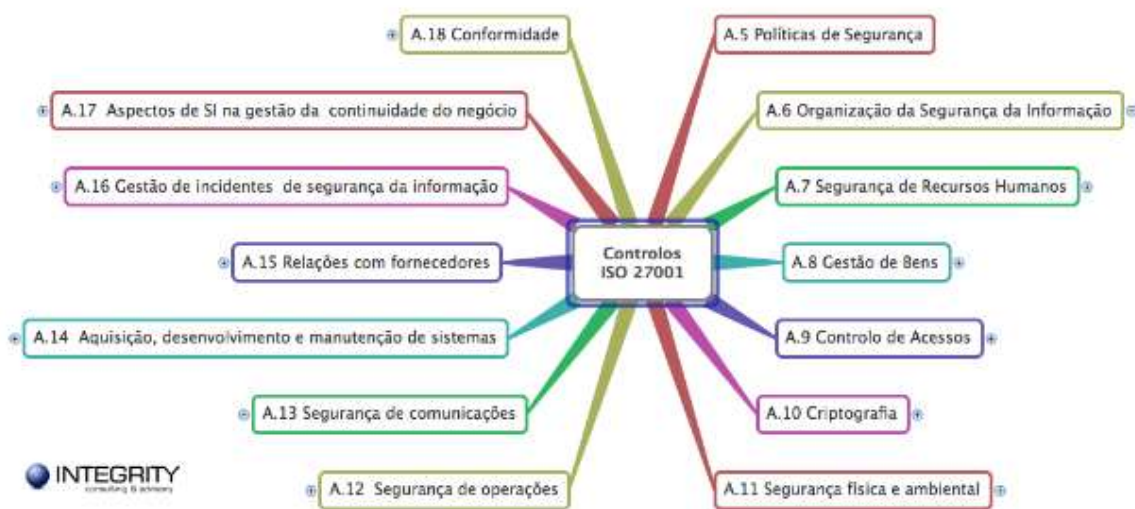 Controlos
ISO 27001
A.5 Políticas de Segurança
A.6 Organização da Segurança da Informação
A.7 Segurança de Recursos Humanos
A.8 Gestão de Bens
A.9 Controlo de Acessos
A.10 Criptografia
A.11 Segurança física e ambiental
A.12 Segurança de operações
A.13 Segurança de comunicações
A.14 Aquisição, desenvolvimento e manutenção de sistemas
A.15 Relações com fornecedores
A.16 Gestão de incidentes de segurança da informação
A.17 Aspectos de SI na gestão da continuidade do negócio
A.18 Conformidade
INTEGRITY
consulting & advisory